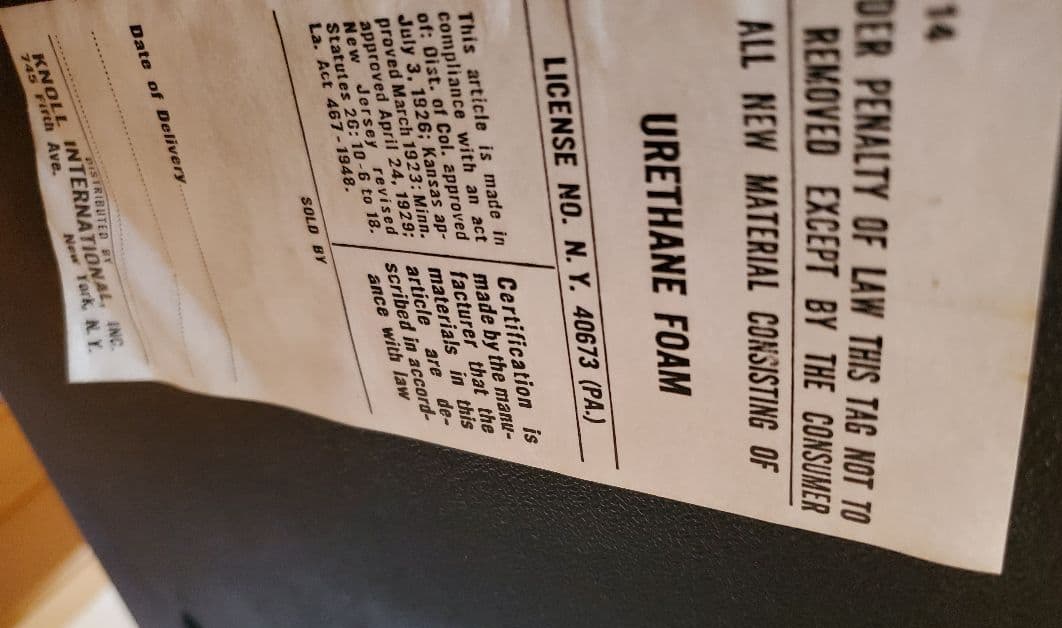 14
DER PENALTY OF LAW THIS TAG NOT TO
REMOVED EXCEPT BY THE CONSUMER
ALL NEW MATERIAL CONSISTING OF
URETHANE FOAM
LICENSE NO. N. Y. 40673 (PA.)
This article is made in
compliance with an act
of: Dist. of Col. approved
July 3, 1926; Kansas ap-
proved March 1923: Minn.
approved April 24, 1929:
New Jersey revised
Statutes 26: 10-6 to 18.
La. Act 467-1948.
Certification is
made by the manu-
facturer that the
materials in this
article are de-
scribed in accord-
ance with law
SOLD BY
Date of Delivery
DISTRIBUTED BY
KNOLL INTERNATIONAL, INC.
745 Fifth Ave. New York, N. Y.